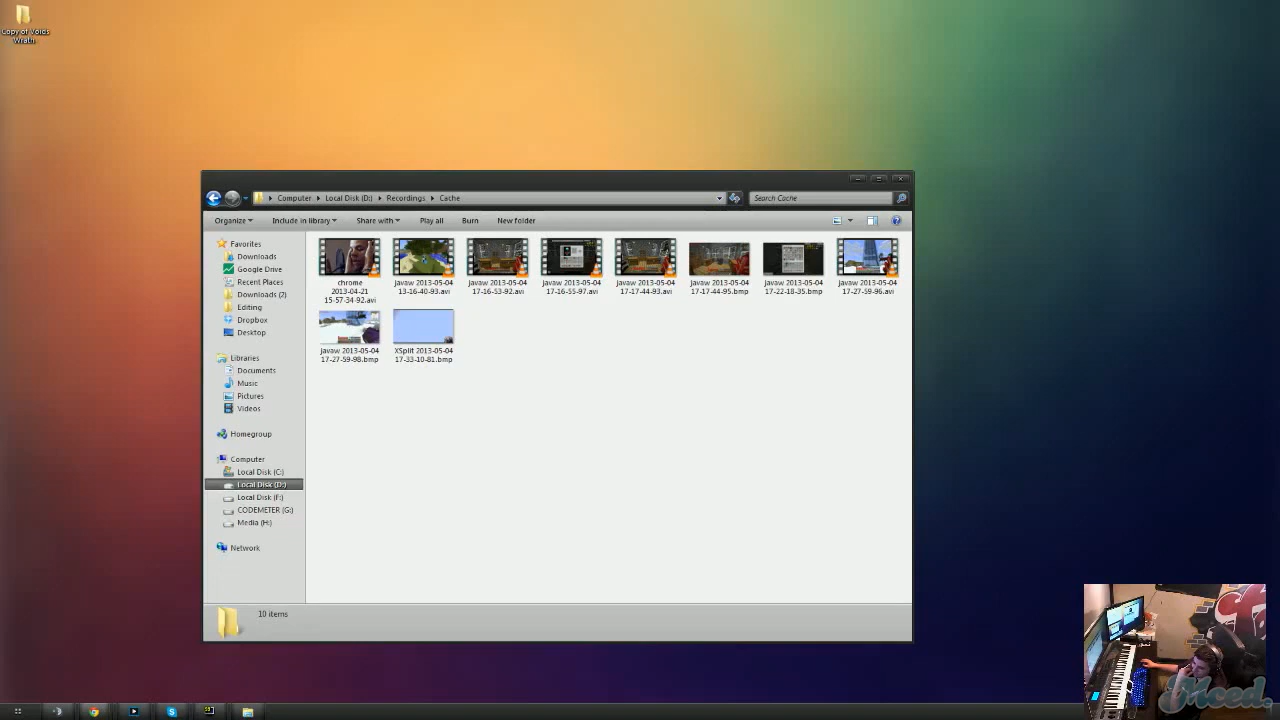 Copy of Voids
Wrath
Computer
Local Disk (D:)
Recordings
Cache
Search Cache
Organize
Include in library
Share with
Play all
Burn
New folder
Favorites
Downloads
Google Drive
Recent Places
Downloads (2)
Editing
Dropbox
Desktop
Libraries
Documents
Music
Pictures
Videos
Homegroup
Computer
Local Disk (C:)
Local Disk (D:)
Local Disk (F:)
CODEMETER (G:)
Media (H:)
Network
chrome
2013-04-21
15-57-34-92.avi
javaw 2013-05-04
13-16-40-93.avi
javaw 2013-05-04
17-16-53-92.avi
javaw 2013-05-04
17-16-55-97.avi
javaw 2013-05-04
17-17-44-93.avi
javaw 2013-05-04
17-17-44-95.bmp
javaw 2013-05-04
17-22-18-35.bmp
javaw 2013-05-04
17-27-59-96.avi
javaw 2013-05-04
17-27-59-98.bmp
XSplit 2013-05-04
17-33-10-81.bmp
10 items